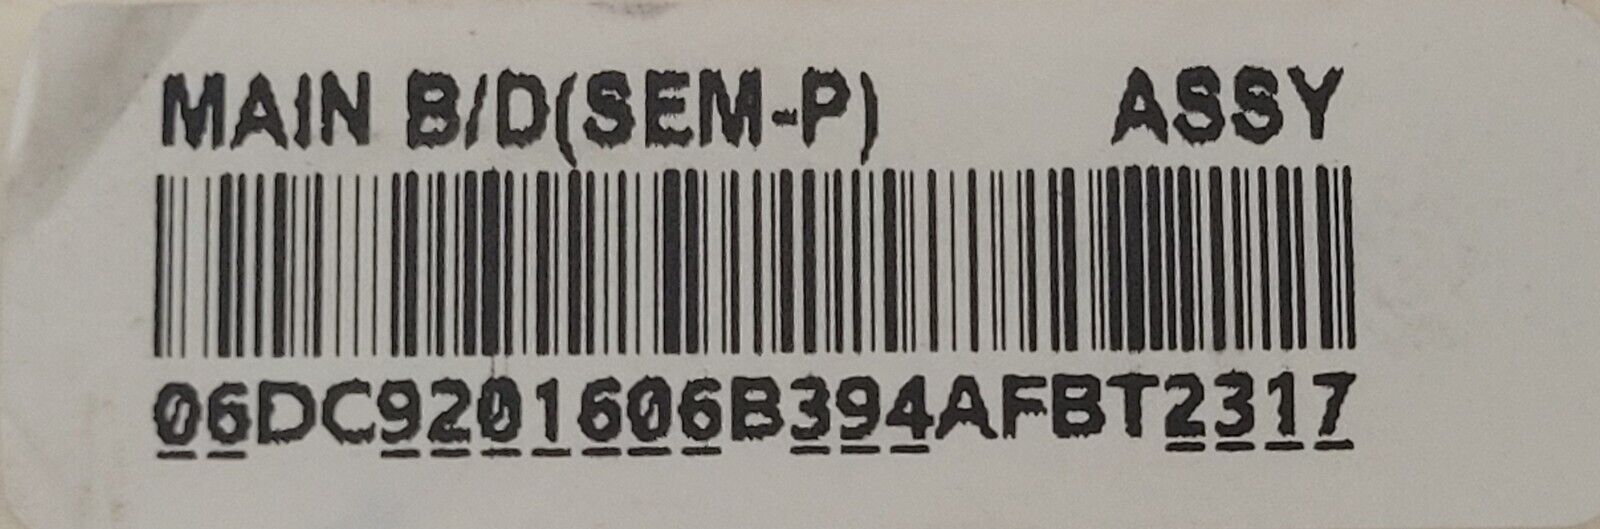 MAIN B/D(SEM-P) ASSY
06DC9201606B394AFBT2317